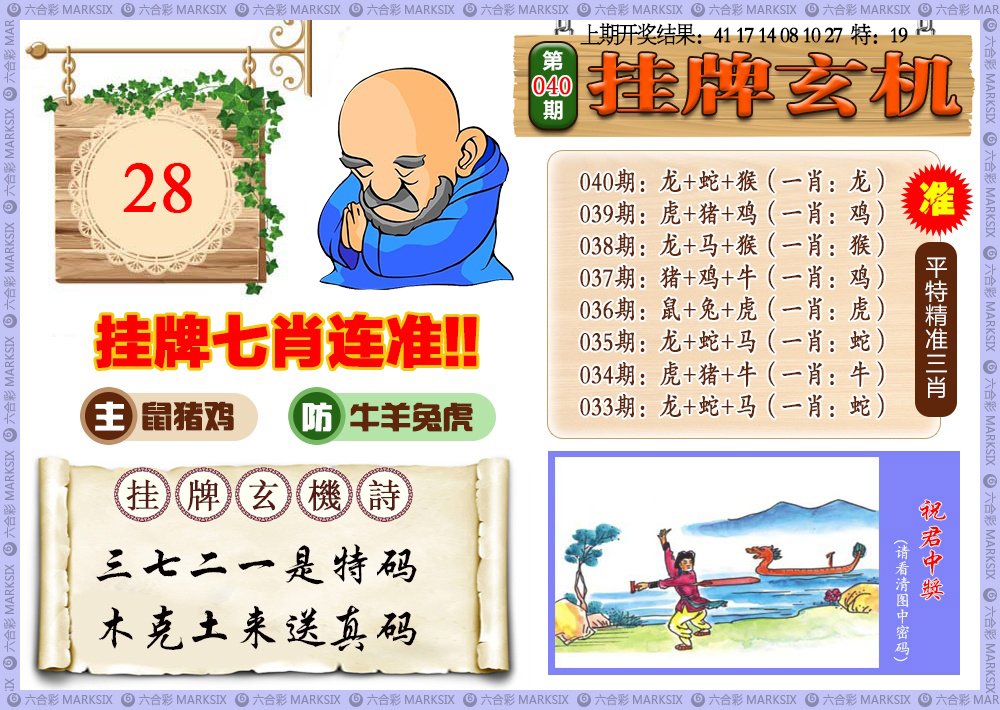 六合彩 MARKSIX
上期开奖结果：41 17 14 08 10 27 特：19
第040期
挂牌玄机
28
挂牌七肖连准!!
主 鼠猪鸡
防 牛羊兔虎
挂牌玄機詩
三七二一是特码
木克土来送真码
040期：龙+蛇+猴（一肖：龙）
039期：虎+猪+鸡（一肖：鸡）
038期：龙+马+猴（一肖：猴）
037期：猪+鸡+牛（一肖：鸡）
036期：鼠+兔+虎（一肖：虎）
035期：龙+蛇+马（一肖：蛇）
034期：虎+猪+牛（一肖：牛）
033期：龙+蛇+马（一肖：蛇）
准
平特精准三肖
祝君中獎
（请看清图中密码）